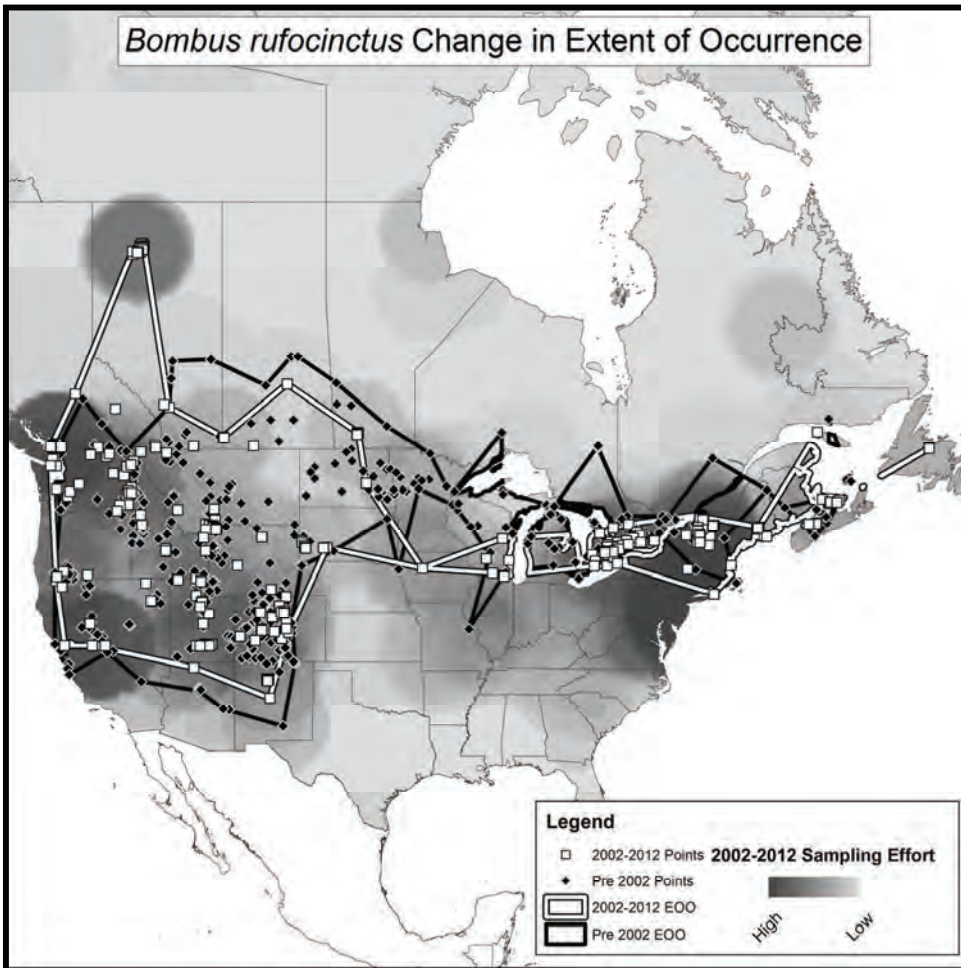 Bombus rufocinctus Change in Extent of Occurrence
Legend
2002-2012 Points
Pre 2002 Points
2002-2012 EOO
Pre 2002 EOO
2002-2012 Sampling Effort
High
Low